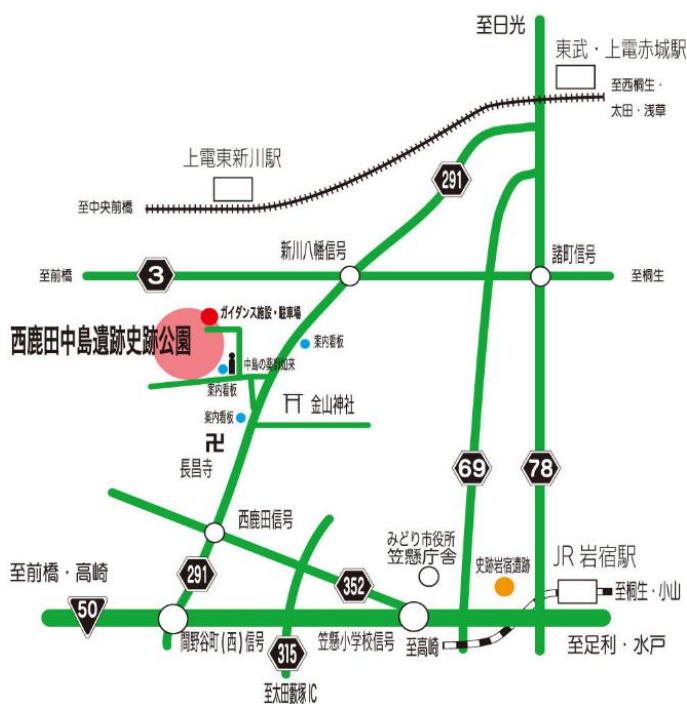 至日光
東武・上電赤城駅
至西桐生・
太田・浅草
上電東新川駅
291
至中央前橋
新川八幡信号
諸町信号
至前橋
3
至桐生
ガイダンス施設・駐車場
西鹿田中島遺跡史跡公園
案内看板
中島の薬師如来
案内看板
案内看板
金山神社
卍
長昌寺
69
78
西鹿田信号
みどり市役所
笠懸庁舎
史跡岩宿遺跡
JR 岩宿駅
至前橋・高崎
291
352
至桐生・小山
50
間野谷町(西)信号
笠懸小学校信号
至高崎
至足利・水戸
315
至太田藪塚IC